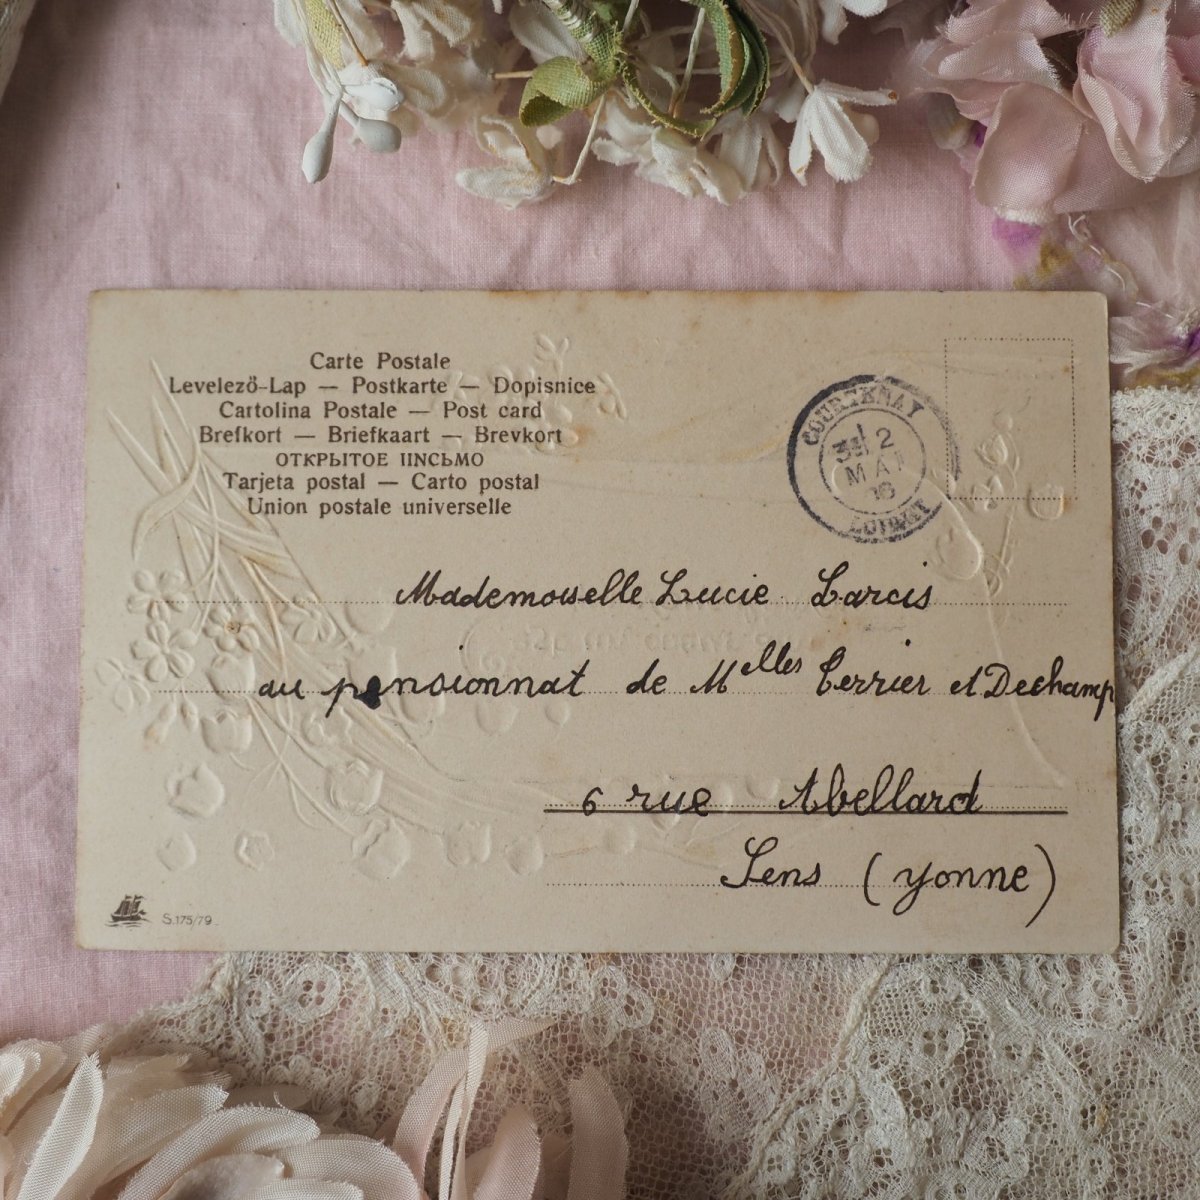 Carte Postale
Levelező-Lap — Postkarte — Dopisnice
Cartolina Postale — Post card
Brefkort — Briefkaart — Brevkort
ОТКРЫТОЕ ПИСЬМО
Tarjeta postal — Carto postal
Union postale universelle
COURTENAY
2
MAI
LOIRET
Mademoiselle Lucie Larcis
au pensionnat de Melles Terrier et Dechamp
6 rue Abellard
Sens (Yonne)
S.175/79